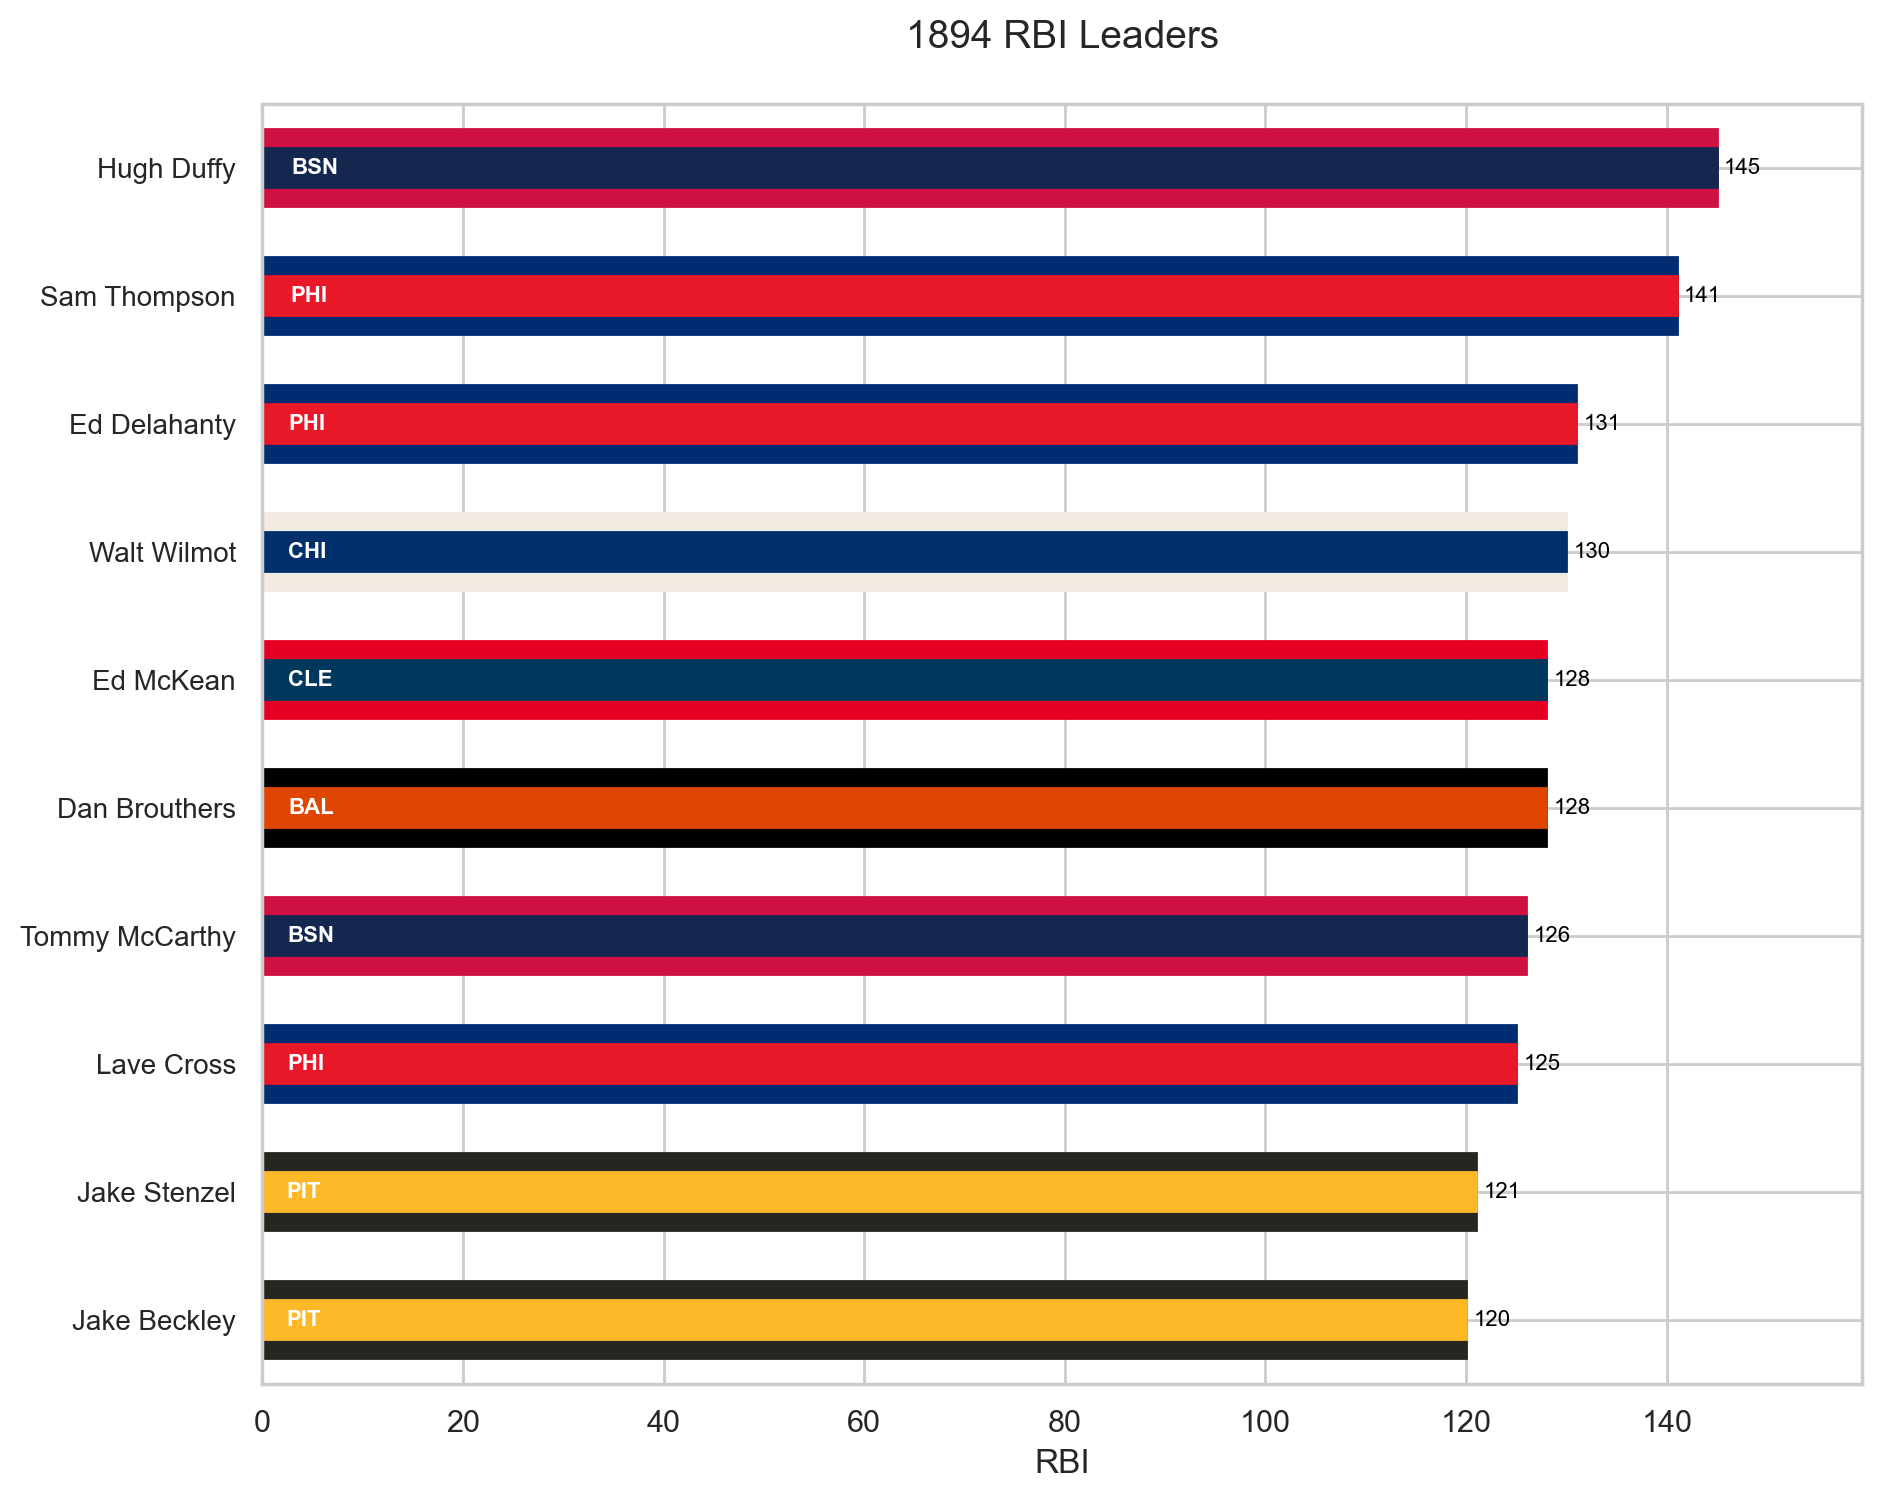 1894 RBI Leaders
Hugh Duffy BSN 145
Sam Thompson PHI 141
Ed Delahanty PHI 131
Walt Wilmot CHI 130
Ed McKean CLE 128
Dan Brouthers BAL 128
Tommy McCarthy BSN 126
Lave Cross PHI 125
Jake Stenzel PIT 121
Jake Beckley PIT 120
0 20 40 60 80 100 120 140
RBI